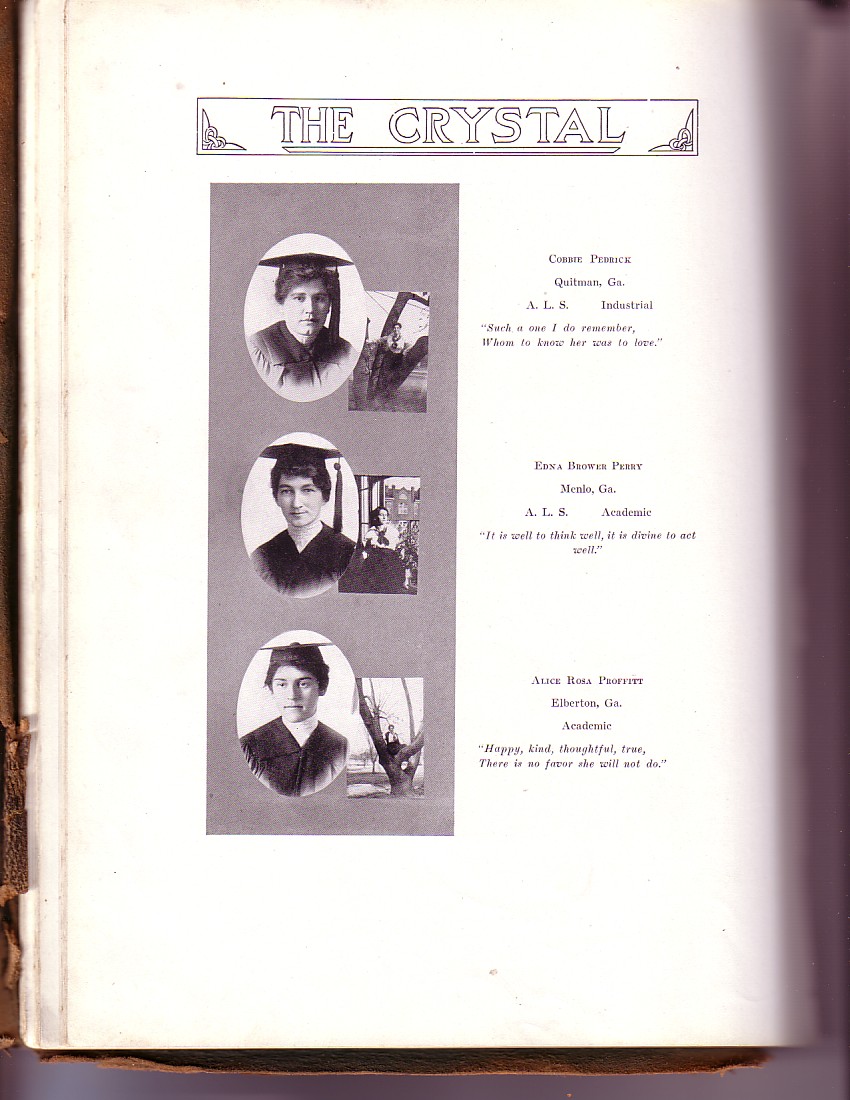 THE CRYSTAL
COBBIE PEDRICK
Quitman, Ga.
A. L. S. Industrial
"Such a one I do remember,
Whom to know her was to love."
EDNA BROWER PERRY
Menlo, Ga.
A. L. S. Academic
"It is well to think well, it is divine to act
well."
ALICE ROSA PROFFITT
Elberton, Ga.
Academic
"Happy, kind, thoughtful, true,
There is no favor she will not do."